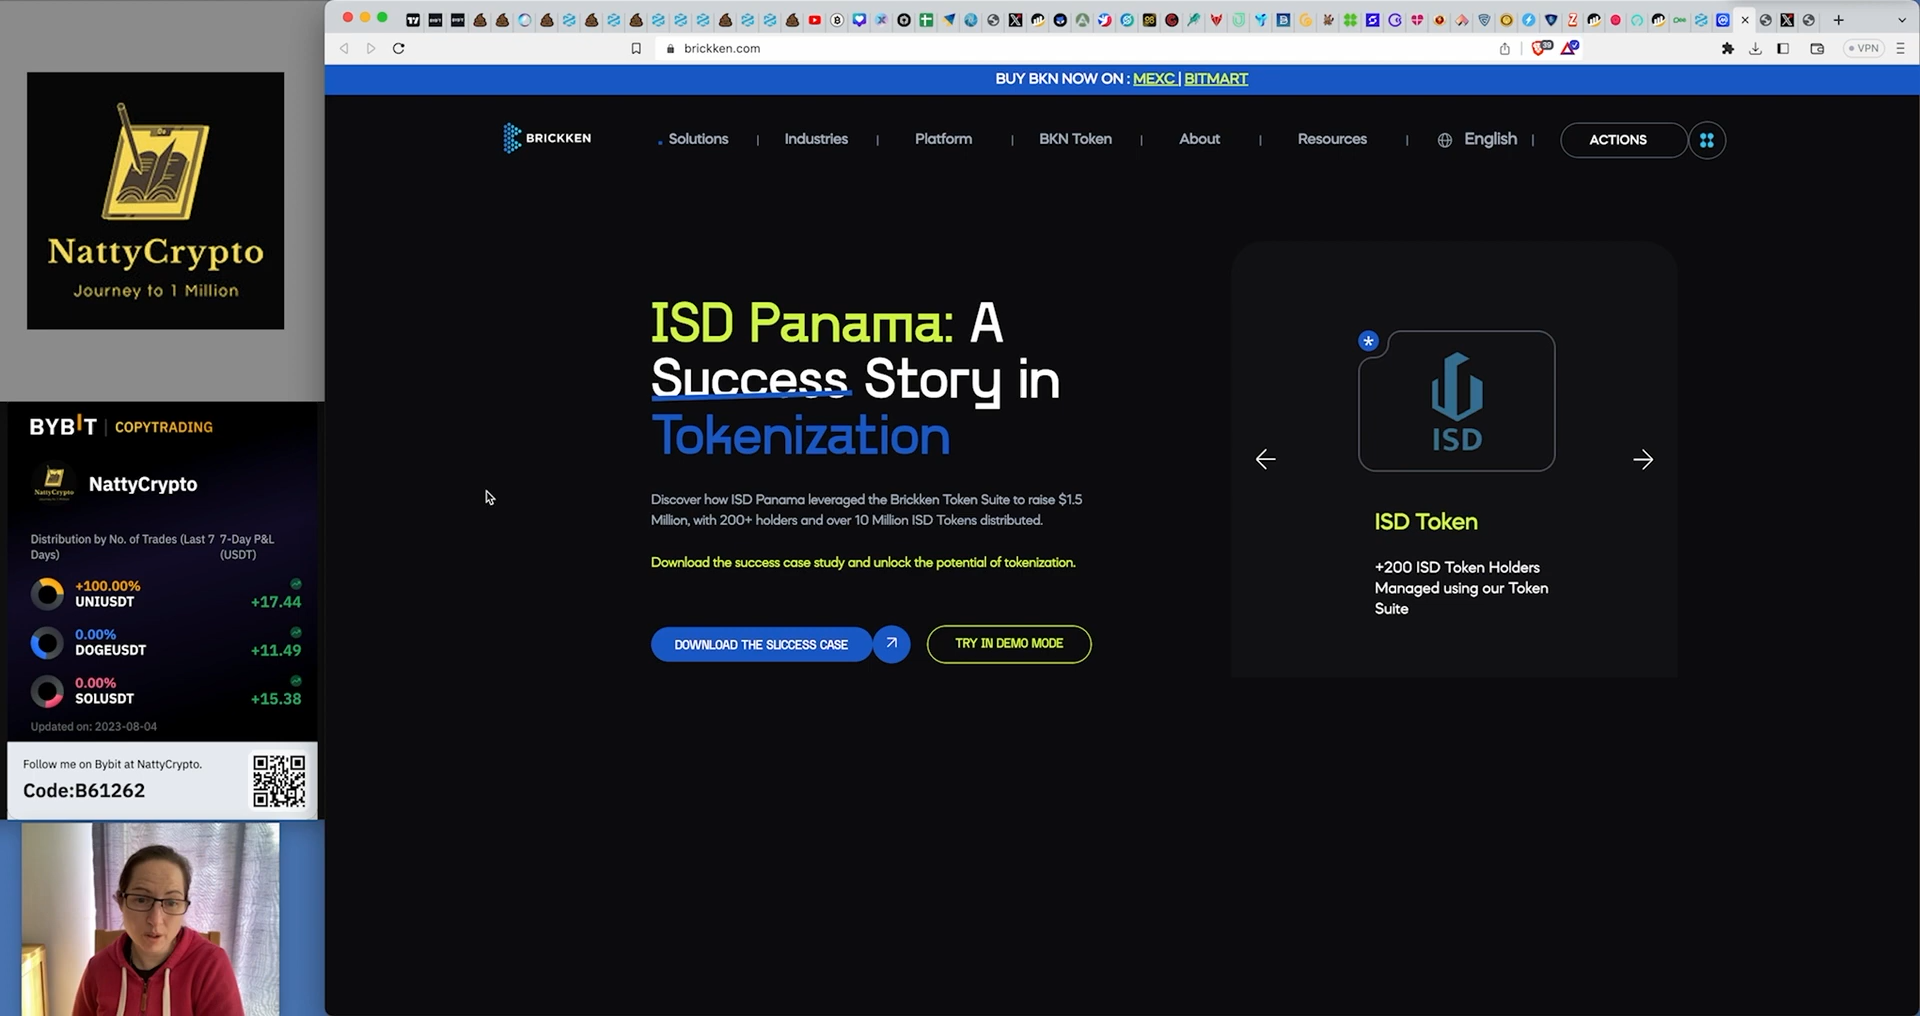 NattyCrypto
Journey to 1 Million
BYBIT | COPYTRADING
NattyCrypto
NattyCrypto
Distribution by No. of Trades (Last 7 Days)
7-Day P&L (USDT)
+100.00%
UNIUSDT
+17.44
0.00%
DOGEUSDT
+11.49
0.00%
SOLUSDT
+15.38
Updated on: 2023-08-04
Follow me on Bybit at NattyCrypto.
Code:B61262
brickken.com
VPN
BUY BKN NOW ON : MEXC | BITMART
BRICKKEN
Solutions | Industries | Platform | BKN Token | About | Resources | English |
ACTIONS
ISD Panama: A
Success Story in
Tokenization
Discover how ISD Panama leveraged the Brickken Token Suite to raise $1.5
Million, with 200+ holders and over 10 Million ISD Tokens distributed.
Download the success case study and unlock the potential of tokenization.
DOWNLOAD THE SUCCESS CASE
TRY IN DEMO MODE
ISD
ISD Token
+200 ISD Token Holders
Managed using our Token
Suite